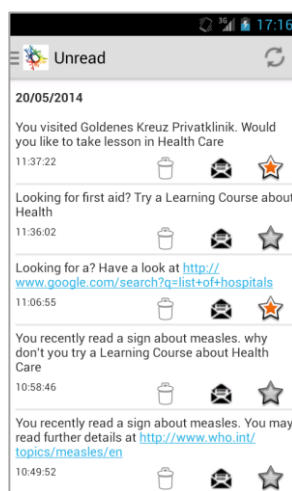 3G 17:16
Unread
20/05/2014
You visited Goldenes Kreuz Privatklinik. Would
you like to take lesson in Health Care
11:37:22
Looking for first aid? Try a Learning Course about
Health
11:36:02
Looking for a? Have a look at http://
www.google.com/search?q=list+of+hospitals
11:06:55
You recently read a sign about measles. why
don't you try a Learning Course about Health
Care
10:58:46
You recently read a sign about measles. You may
read further details at http://www.who.int/
topics/measles/en
10:49:52